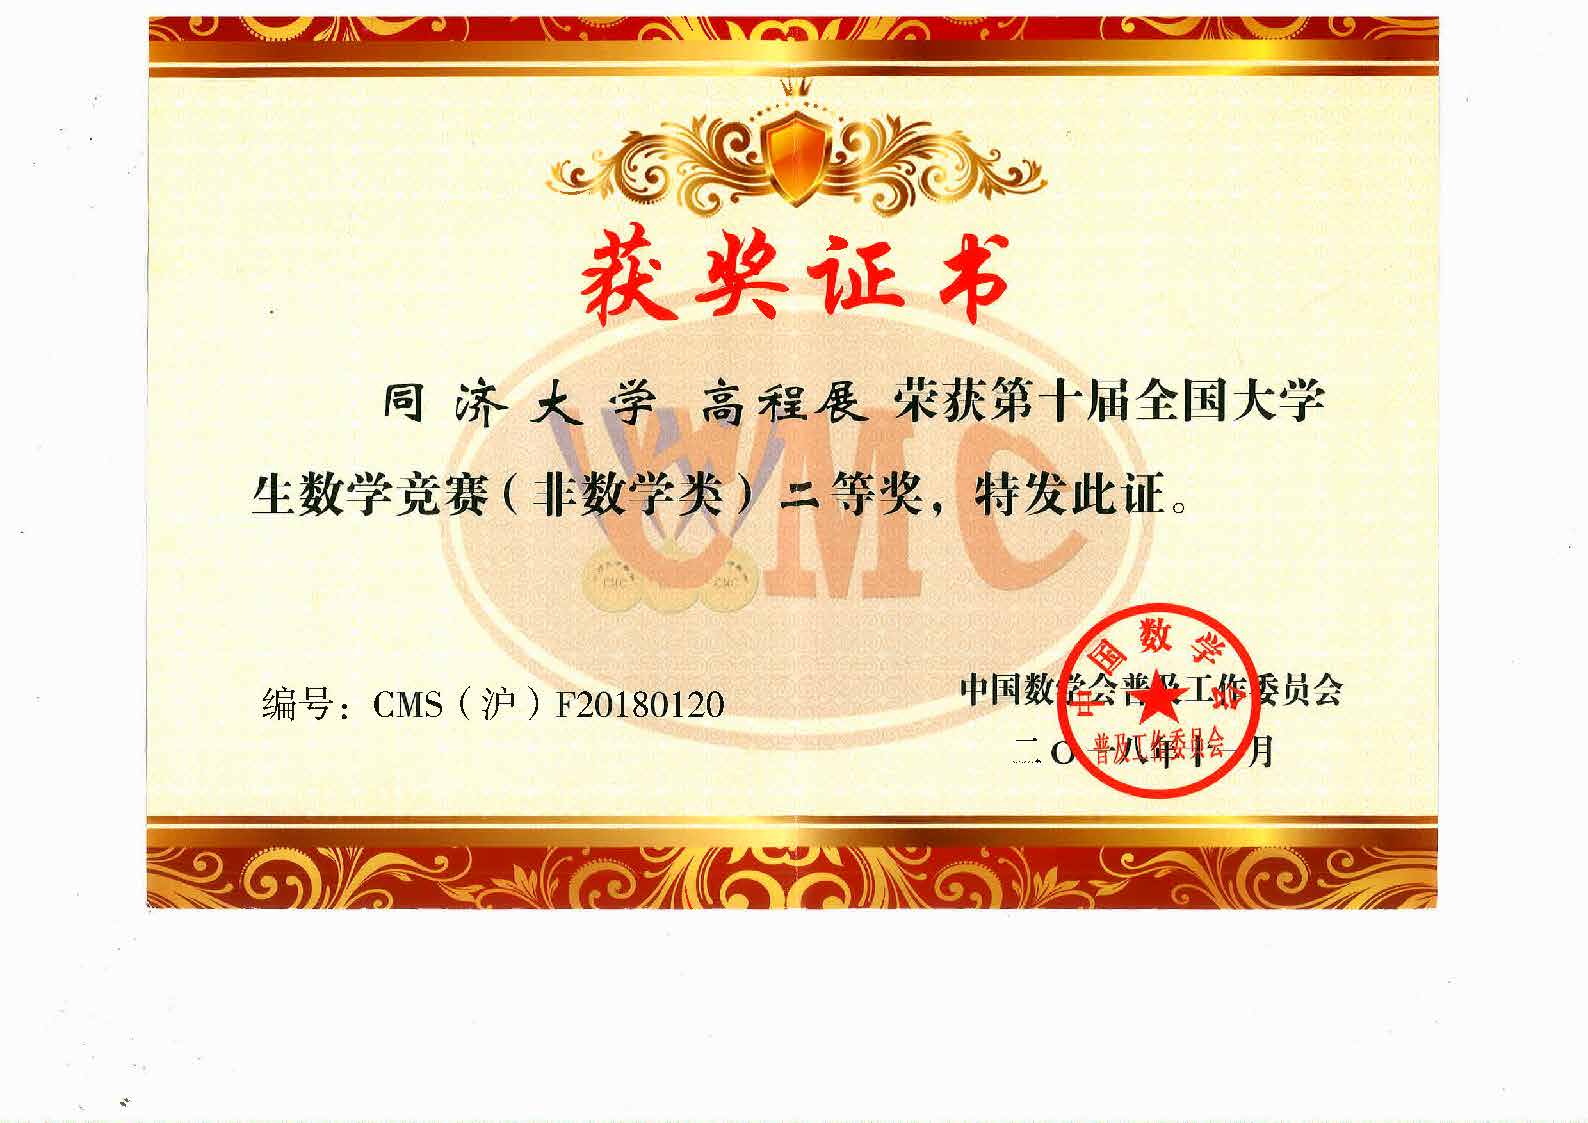 获奖证书
同济大学 高程展 荣获第十届全国大学
生数学竞赛（非数学类）二等奖，特发此证。
CMC
CMC
CMC
编号：CMS（沪）F20180120
中国数学会普及工作委员会
二〇一八年十一月
中国数学会
普及工作委员会